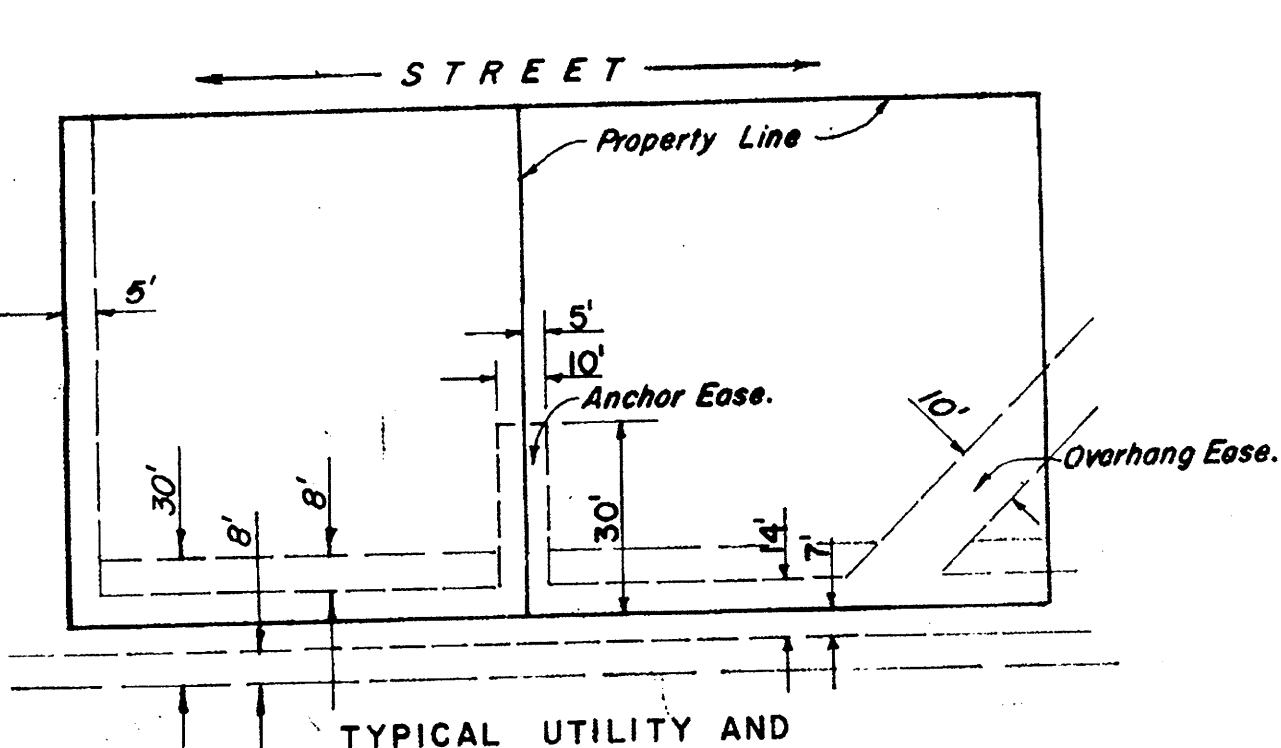 STREET
Property Line
5'
5'
10'
Anchor Ease.
10'
Overhang Ease.
30'
8'
8'
30'
14'
7'
TYPICAL UTILITY AND